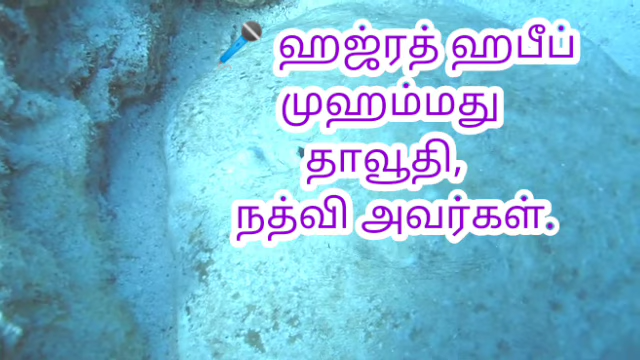 ஹஜ்ரத் ஹபீப்
முஹம்மது
தாவூதி,
நத்வி அவர்கள்.